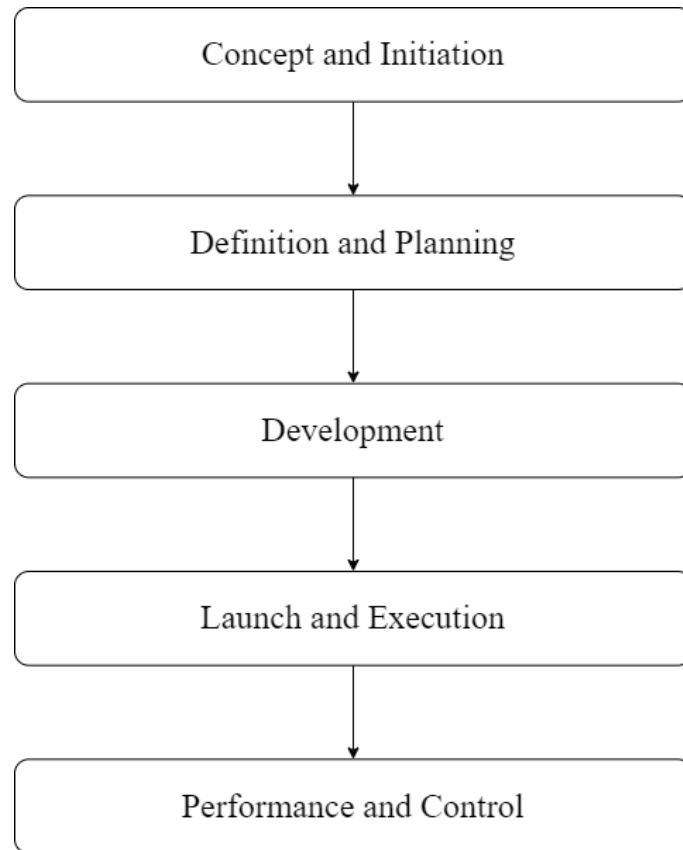 Concept and Initiation
Definition and Planning
Development
Launch and Execution
Performance and Control